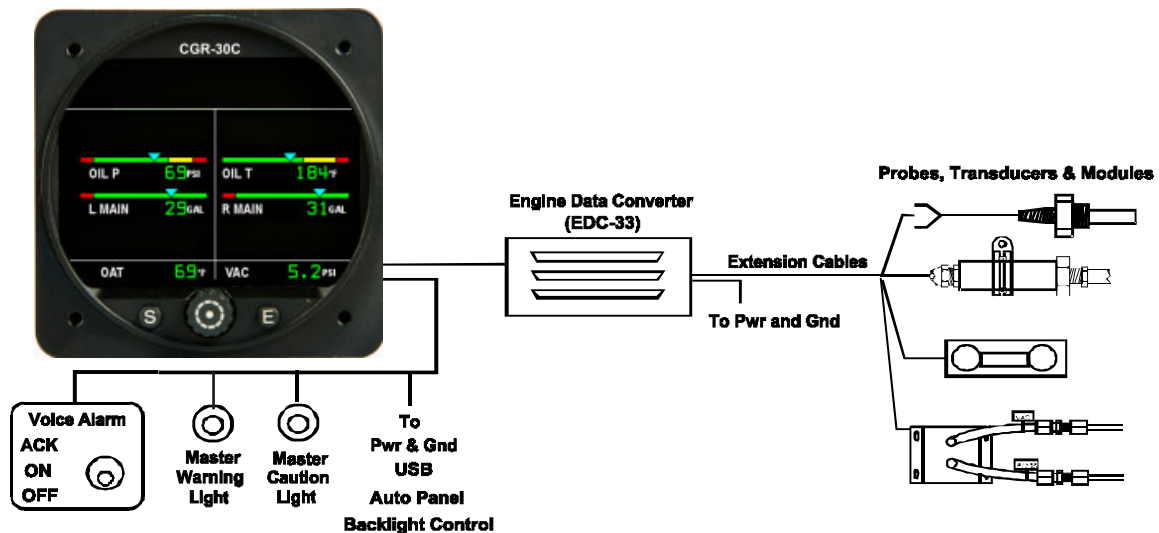 CGR-30C
OIL P 69PSI
OIL T 184°F
L MAIN 29GAL
R MAIN 31GAL
OAT 69°F
VAC 5.2PSI
S
E
Engine Data Converter
(EDC-33)
Probes, Transducers & Modules
Extension Cables
To Pwr and Gnd
Voice Alarm
ACK
ON
OFF
Master
Warning
Light
Master
Caution
Light
To
Pwr & Gnd
USB
Auto Panel
Backlight Control